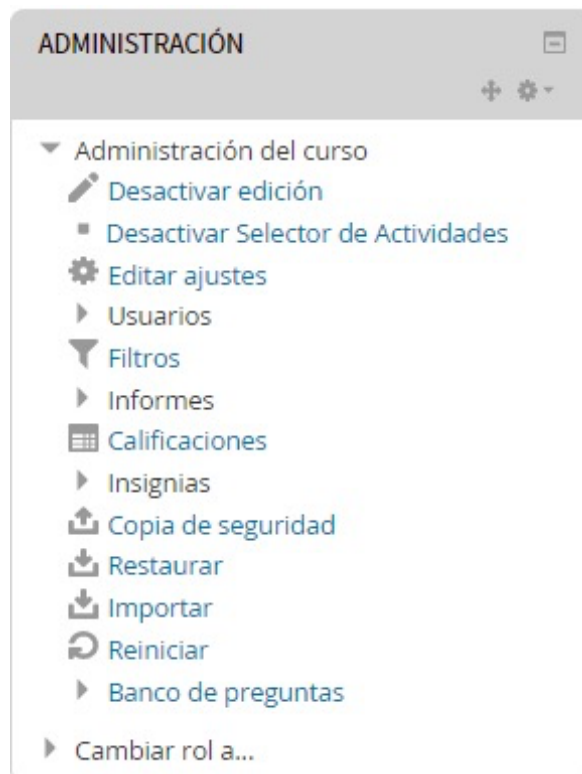 ADMINISTRACIÓN
Administración del curso
Desactivar edición
Desactivar Selector de Actividades
Editar ajustes
Usuarios
Filtros
Informes
Calificaciones
Insignias
Copia de seguridad
Restaurar
Importar
Reiniciar
Banco de preguntas
Cambiar rol a...